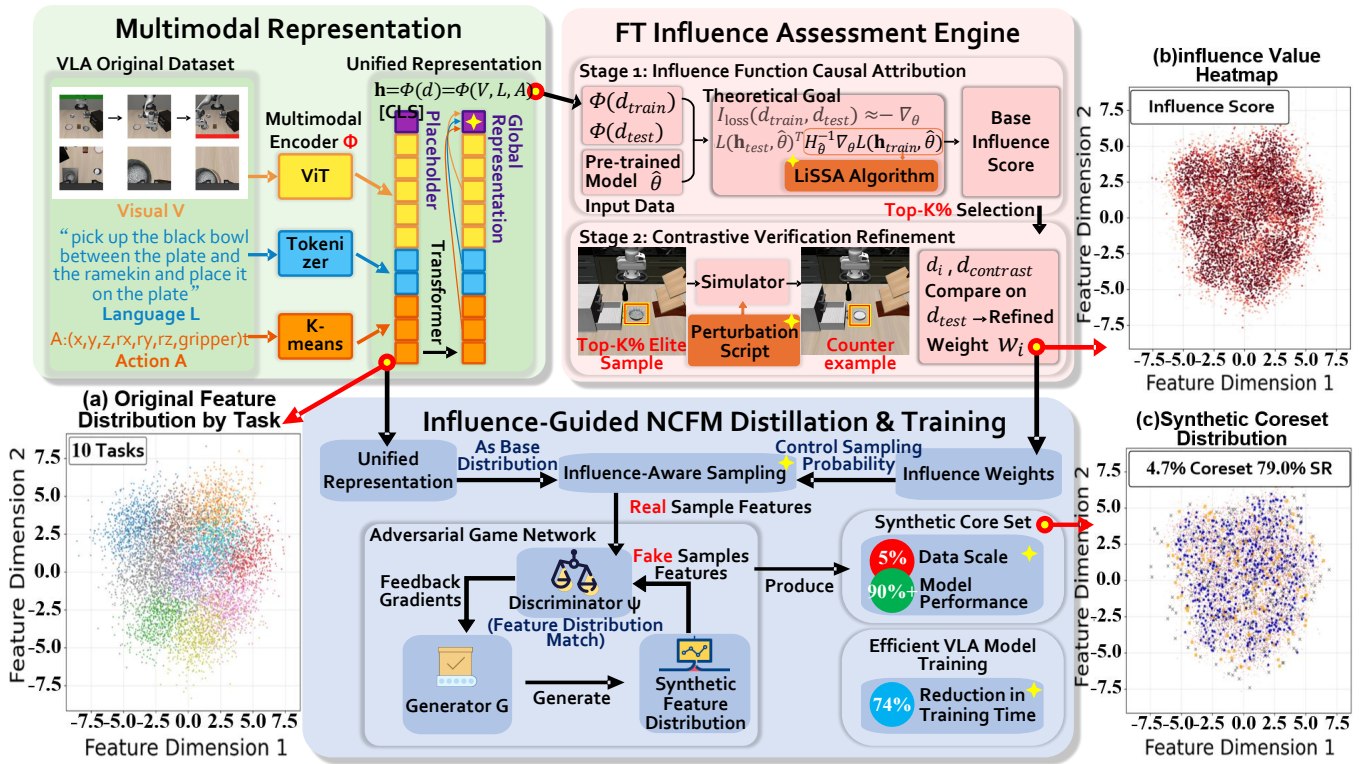 Multimodal Representation
VLA Original Dataset
Unified Representation
h=Φ(d)=Φ(V, L, A)
[CLS]
Multimodal
Encoder Φ
ViT
Tokeni
zer
K-
means
Placeholder
Global Representation
Transformer
Visual V
“pick up the black bowl
between the plate and
the ramekin and place it
on the plate”
Language L
A:(x,y,z,rx,ry,rz,gripper)t
Action A
FT Influence Assessment Engine
Stage 1: Influence Function Causal Attribution
Φ(d_train)
Φ(d_test)
Pre-trained
Model θ̂
Input Data
Theoretical Goal
I_loss(d_train, d_test) ≈ − ∇_θ
L(h_test, θ̂)^T H_θ̂^−1 ∇_θ L(h_train, θ̂)
LiSSA Algorithm
Base
Influence
Score
Top-K% Selection
Stage 2: Contrastive Verification Refinement
Simulator
Perturbation
Script
Top-K% Elite
Sample
Counter
example
d_i , d_contrast
Compare on
d_test → Refined
Weight w_i
(b)influence Value
Heatmap
Influence Score
Feature Dimension 2
7.5
5.0
2.5
0.0
-2.5
-5.0
-7.5
-7.5-5.0-2.5 0.0 2.5 5.0 7.5
Feature Dimension 1
(a) Original Feature
Distribution by Task
10 Tasks
Feature Dimension 2
7.5
5.0
2.5
0.0
-2.5
-5.0
-7.5
-7.5-5.0-2.5 0.0 2.5 5.0 7.5
Feature Dimension 1
Influence-Guided NCFM Distillation & Training
Unified
Representation
As Base
Distribution
Influence-Aware Sampling
Control Sampling
Probability
Influence Weights
Real Sample Features
Adversarial Game Network
Feedback
Gradients
Fake Samples
Features
Discriminator ψ
(Feature Distribution
Match)
Generator G
Generate
Synthetic
Feature
Distribution
Produce
Synthetic Core Set
5%
Data Scale
90%+
Model
Performance
Efficient VLA Model
Training
74%
Reduction in
Training Time
(c)Synthetic Coreset
Distribution
4.7% Coreset 79.0% SR
Feature Dimension 2
7.5
5.0
2.5
0.0
-2.5
-5.0
-7.5
-7.5-5.0-2.5 0.0 2.5 5.0 7.5
Feature Dimension 1